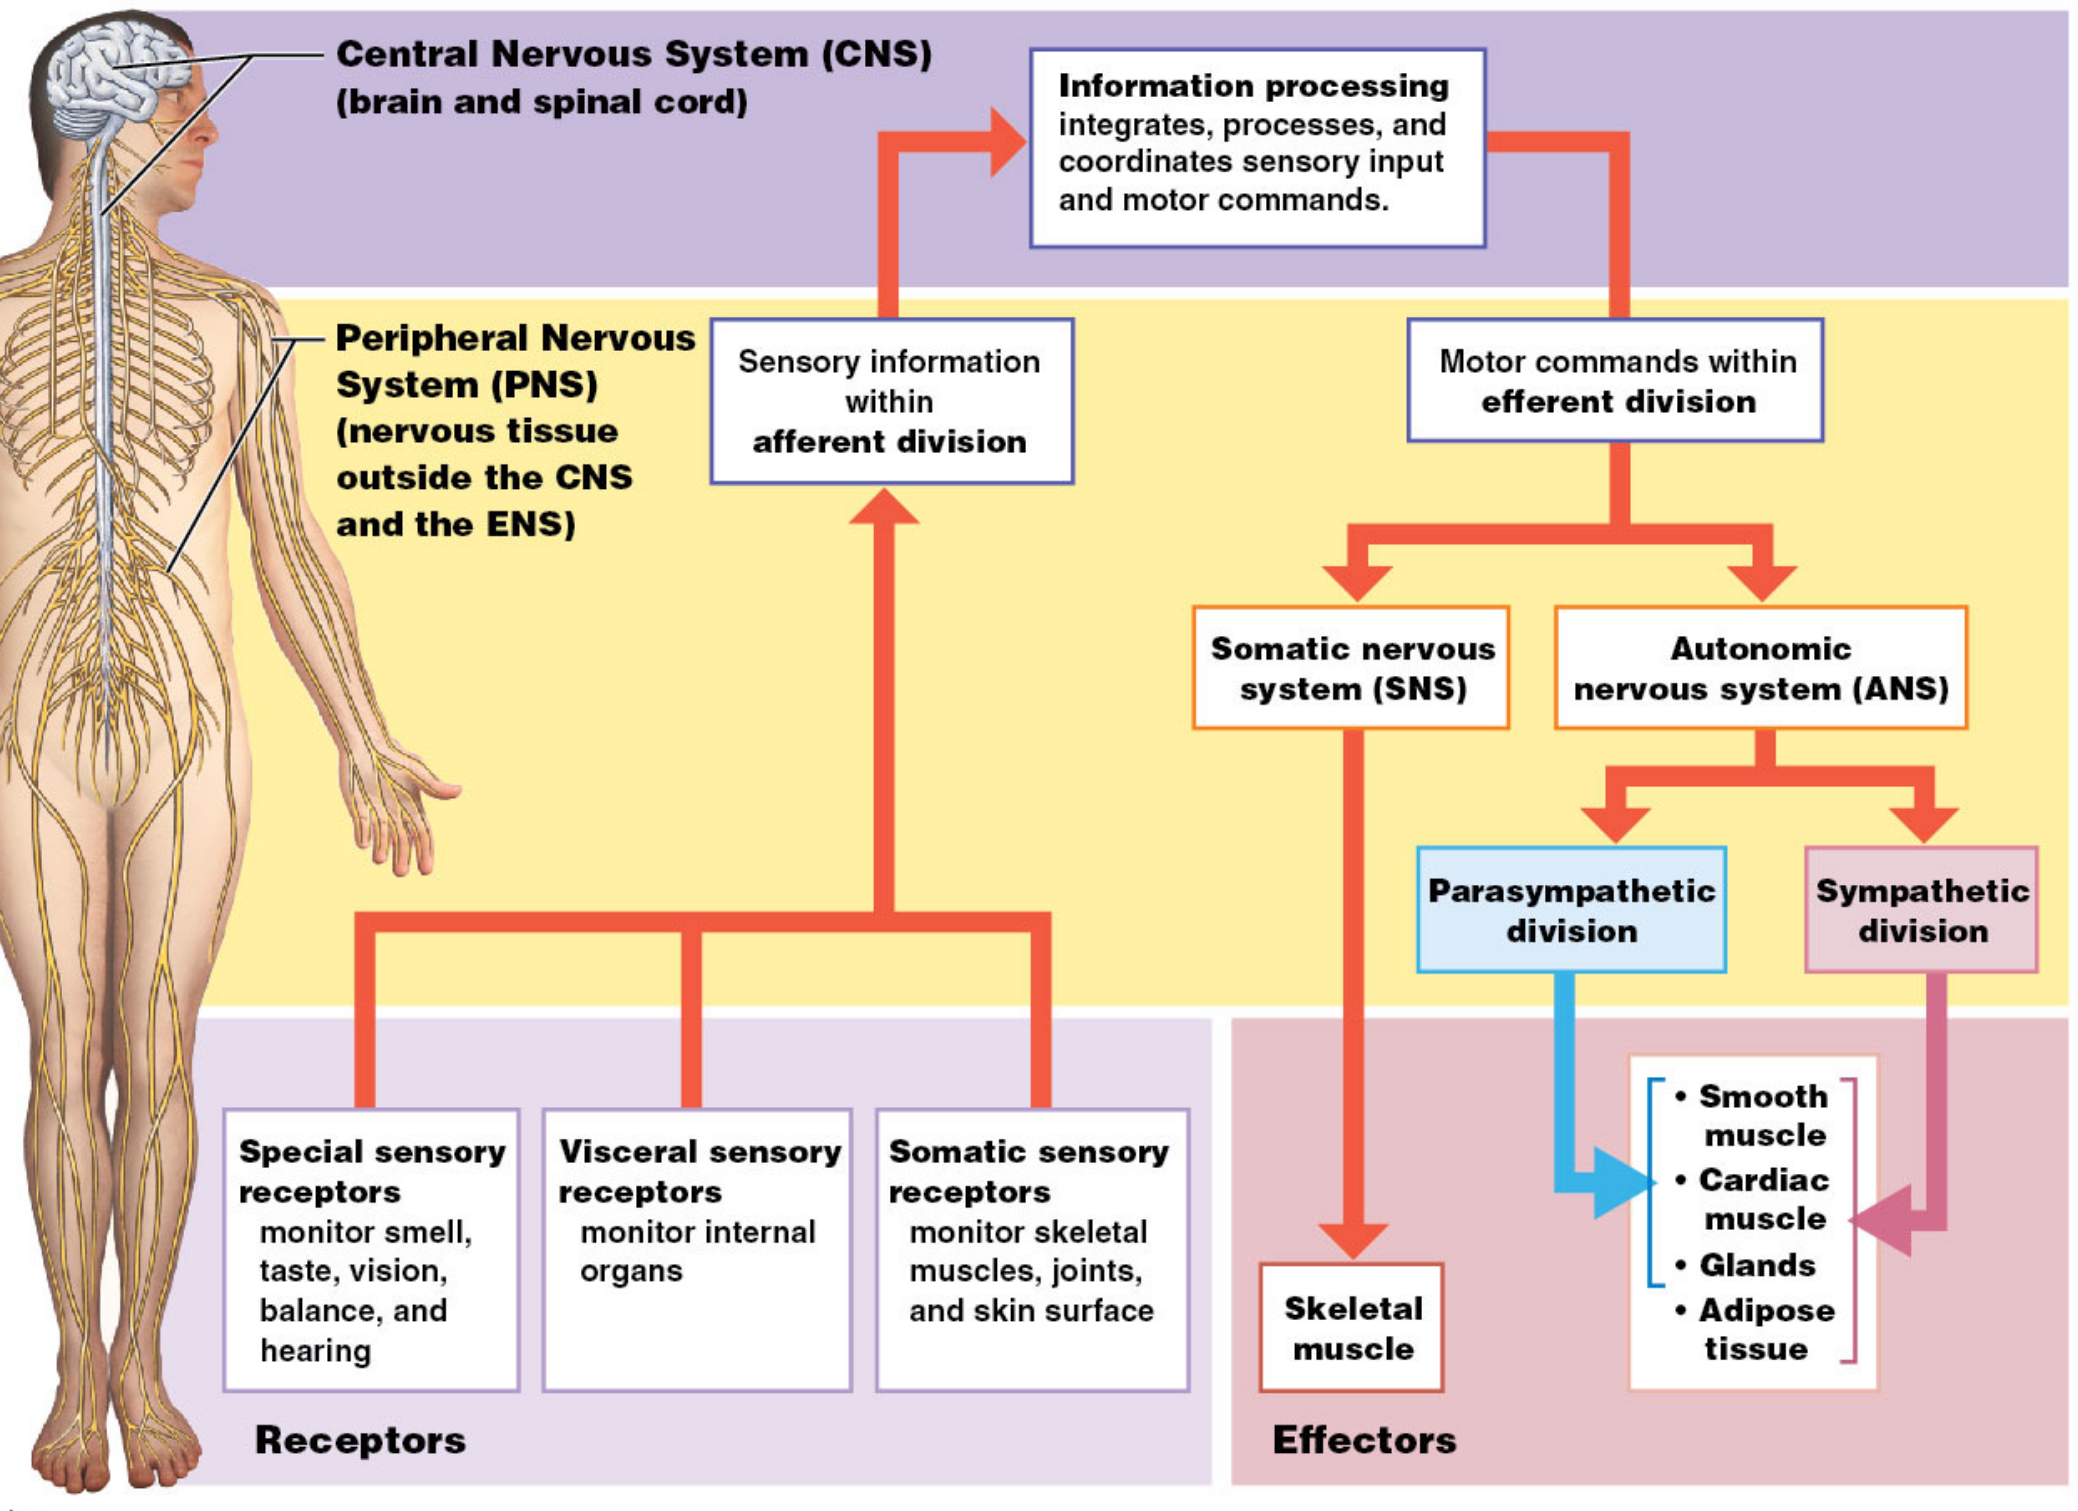 Central Nervous System (CNS)
(brain and spinal cord)
Information processing
integrates, processes, and
coordinates sensory input
and motor commands.
Peripheral Nervous
System (PNS)
(nervous tissue
outside the CNS
and the ENS)
Sensory information
within
afferent division
Motor commands within
efferent division
Somatic nervous
system (SNS)
Autonomic
nervous system (ANS)
Parasympathetic
division
Sympathetic
division
Special sensory
receptors
monitor smell,
taste, vision,
balance, and
hearing
Visceral sensory
receptors
monitor internal
organs
Somatic sensory
receptors
monitor skeletal
muscles, joints,
and skin surface
Skeletal
muscle
• Smooth
muscle
• Cardiac
muscle
• Glands
• Adipose
tissue
Receptors
Effectors